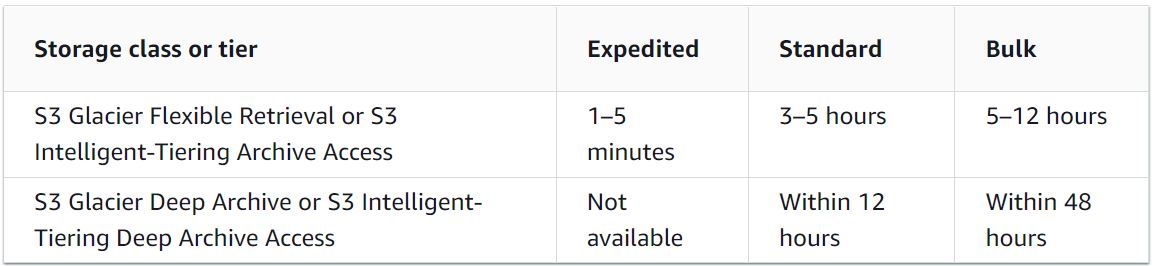 Storage class or tier Expedited Standard Bulk
S3 Glacier Flexible Retrieval or S3 1–5 3–5 hours 5–12 hours
Intelligent-Tiering Archive Access minutes
S3 Glacier Deep Archive or S3 Intelligent- Not Within 12 Within 48
Tiering Deep Archive Access available hours hours